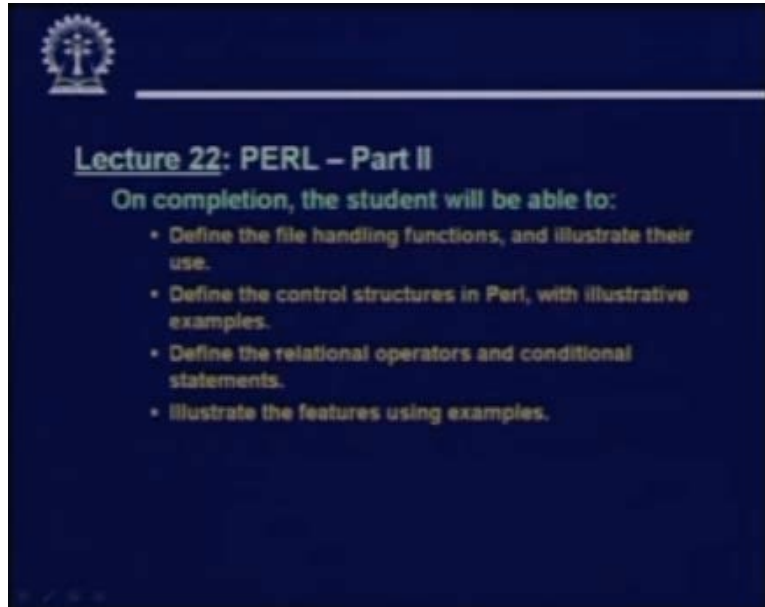 Lecture 22: PERL – Part II
On completion, the student will be able to:
• Define the file handling functions, and illustrate their
use.
• Define the control structures in Perl, with illustrative
examples.
• Define the relational operators and conditional
statements.
• Illustrate the features using examples.